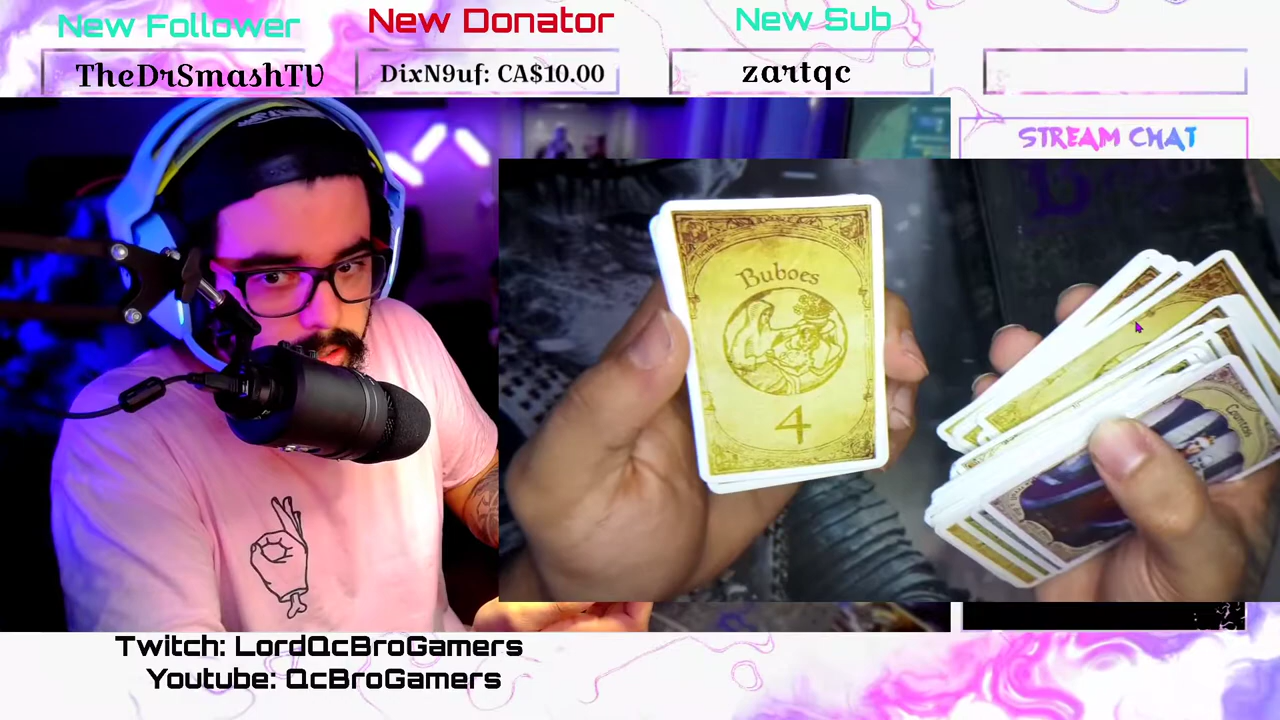 New Follower
New Donator
New Sub
TheDrSmashTV
DixN9uf: CA$10.00
zartqc
STREAM CHAT
Buboes
4
Countess
Twitch: LordQcBroGamers
Youtube: QcBroGamers